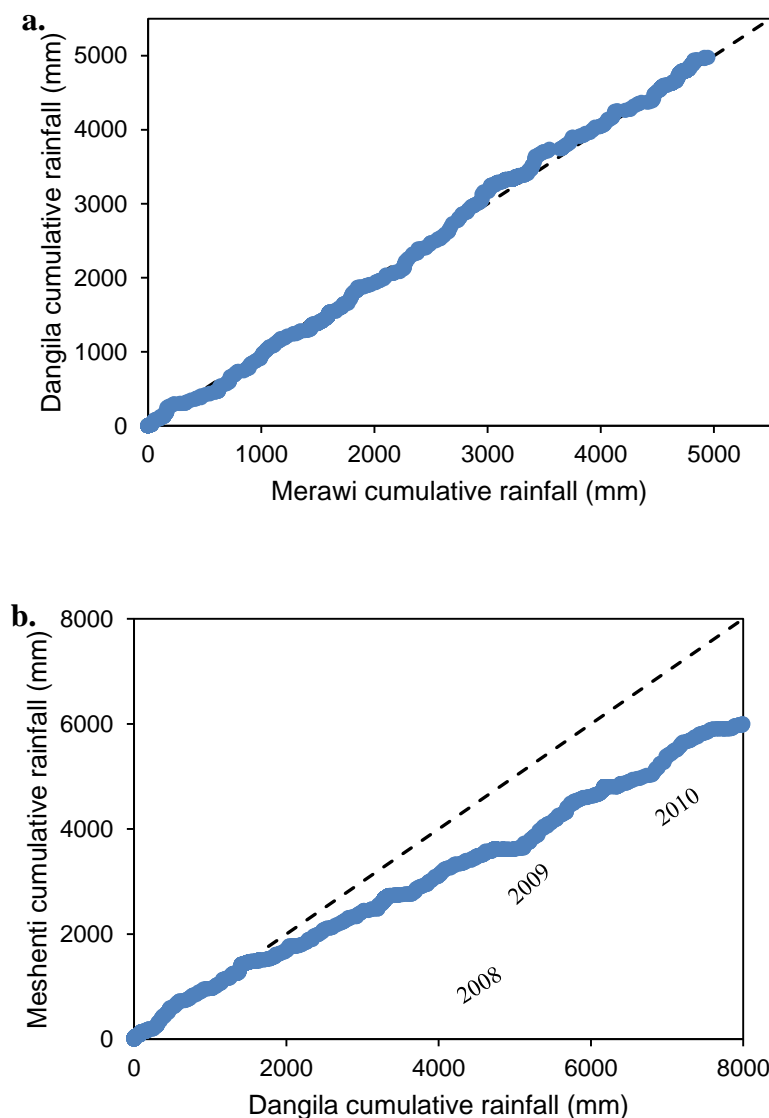 a.
Dangila cumulative rainfall (mm)
5000
4000
3000
2000
1000
0
0 1000 2000 3000 4000 5000
Merawi cumulative rainfall (mm)
b.
Meshenti cumulative rainfall (mm)
8000
6000
4000
2000
0
2010
2009
2008
0 2000 4000 6000 8000
Dangila cumulative rainfall (mm)